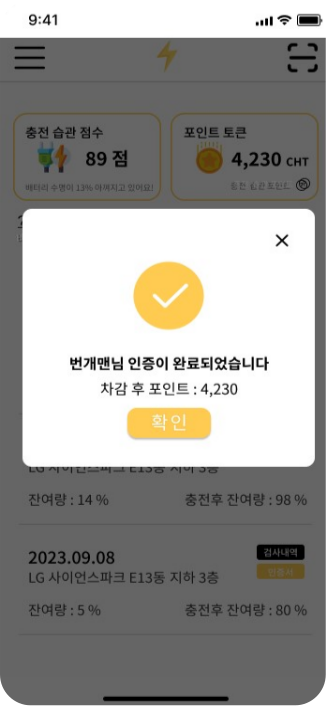 9:41
충전 습관 점수
89 점
배터리 수명이 13% 아껴지고 있어요!
포인트 토큰
4,230 CHT
번개맨님 인증이 완료되었습니다
차감 후 포인트 : 4,230
확인
LG 사이언스파크 E13동 지하 3층
잔여량 : 14 %
충전후 잔여량 : 98 %
2023.09.08
검사내역
인증서
LG 사이언스파크 E13동 지하 3층
잔여량 : 5 %
충전후 잔여량 : 80 %